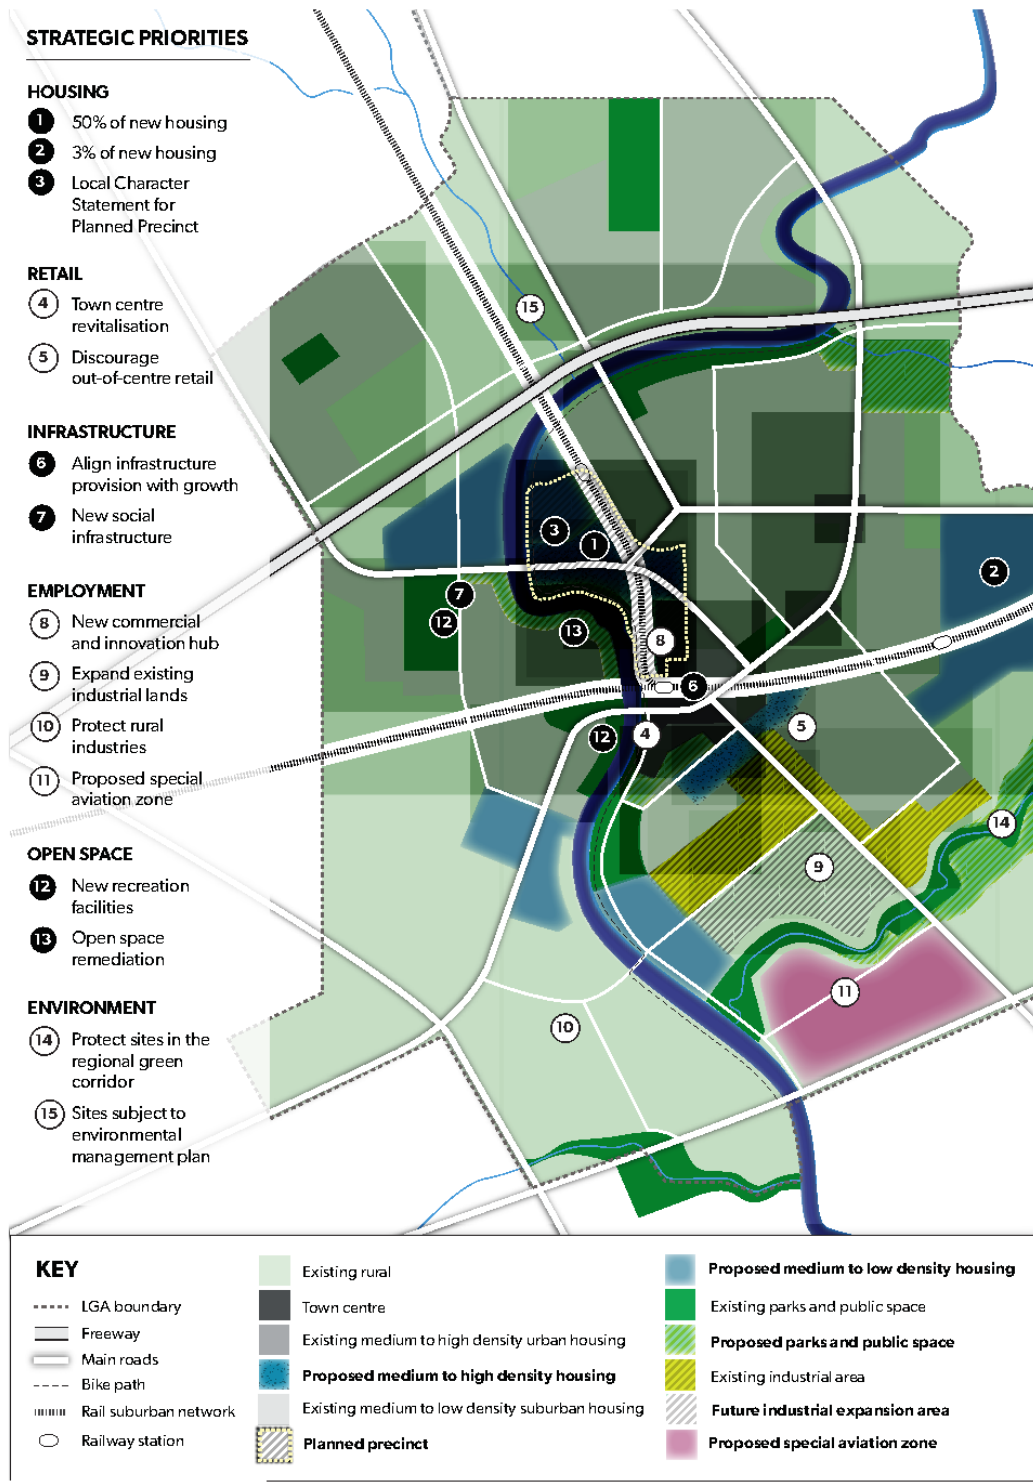 STRATEGIC PRIORITIES
HOUSING
1 50% of new housing
2 3% of new housing
3 Local Character
Statement for
Planned Precinct
RETAIL
4 Town centre
revitalisation
5 Discourage
out-of-centre retail
INFRASTRUCTURE
6 Align infrastructure
provision with growth
7 New social
infrastructure
EMPLOYMENT
8 New commercial
and innovation hub
9 Expand existing
industrial lands
10 Protect rural
industries
11 Proposed special
aviation zone
OPEN SPACE
12 New recreation
facilities
13 Open space
remediation
ENVIRONMENT
14 Protect sites in the
regional green
corridor
15 Sites subject to
environmental
management plan
15
3
1
2
7
12
13
8
6
12
4
5
14
9
11
10
KEY
LGA boundary
Freeway
Main roads
Bike path
Rail suburban network
Railway station
Existing rural
Town centre
Existing medium to high density urban housing
Proposed medium to high density housing
Existing medium to low density suburban housing
Planned precinct
Proposed medium to low density housing
Existing parks and public space
Proposed parks and public space
Existing industrial area
Future industrial expansion area
Proposed special aviation zone